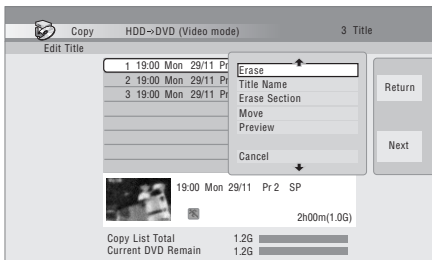 Copy HDD->DVD (Video mode) 3 Title
Edit Title
1 19:00 Mon 29/11 Pr
2 19:00 Mon 29/11 Pr
3 19:00 Mon 29/11 Pr
Erase
Title Name
Erase Section
Move
Preview
Cancel
Return
Next
19:00 Mon 29/11 Pr 2 SP
2h00m(1.0G)
Copy List Total 1.2G
Current DVD Remain 1.2G